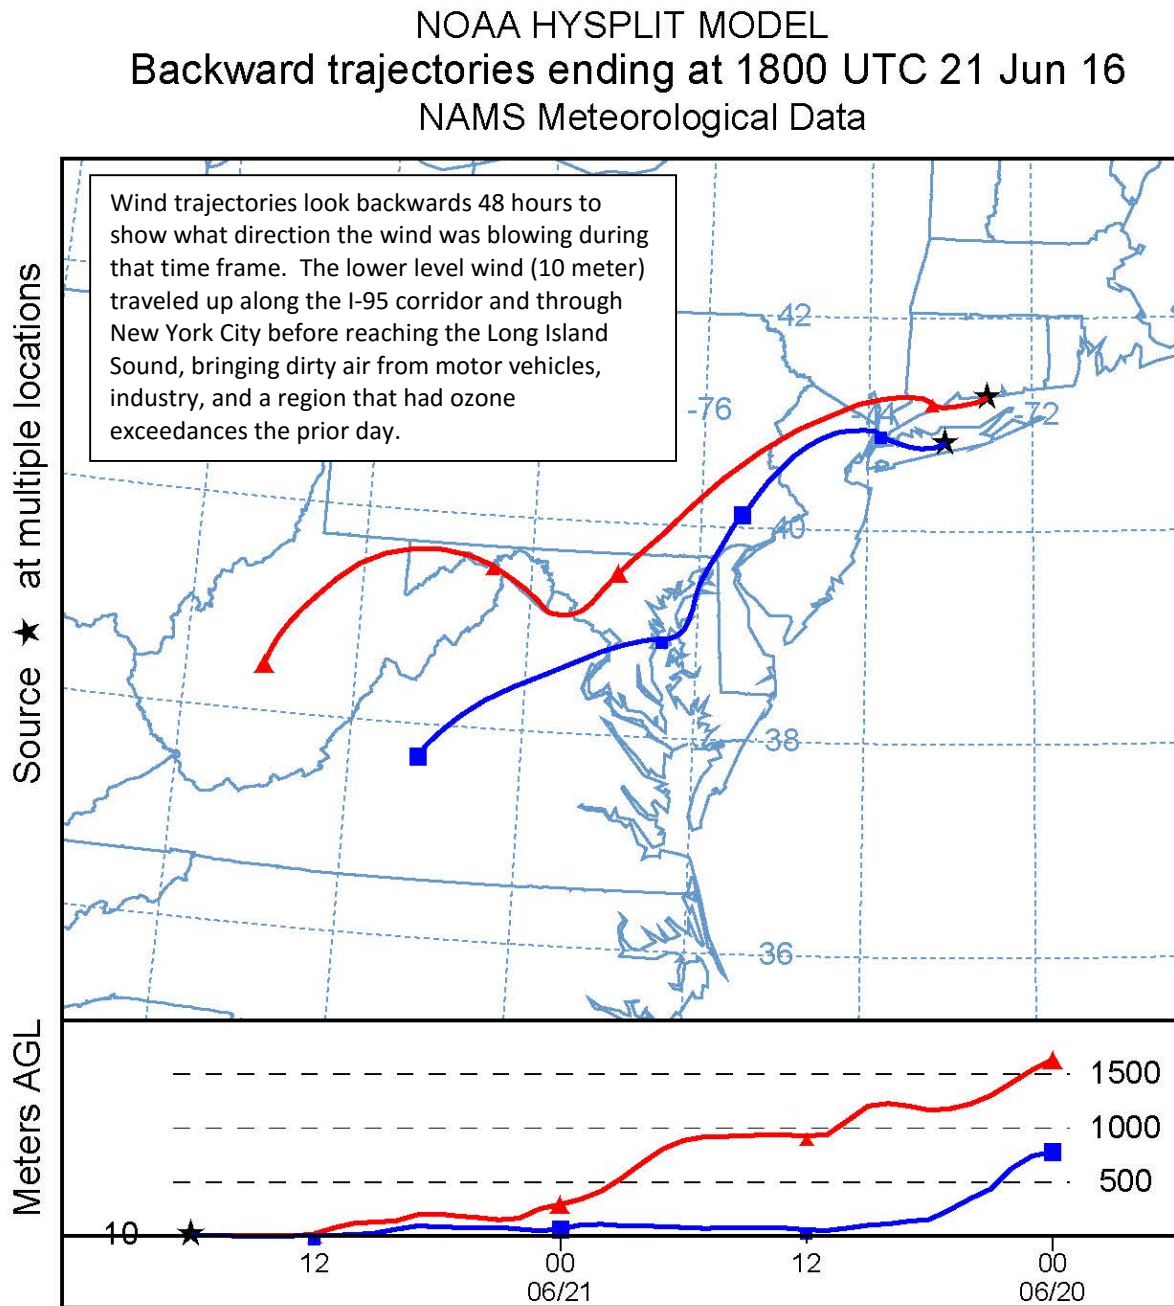 NOAA HYSPLIT MODEL
Backward trajectories ending at 1800 UTC 21 Jun 16
NAMS Meteorological Data
Source ★ at multiple locations
Wind trajectories look backwards 48 hours to
show what direction the wind was blowing during
that time frame.  The lower level wind (10 meter)
traveled up along the I-95 corridor and through
New York City before reaching the Long Island
Sound, bringing dirty air from motor vehicles,
industry, and a region that had ozone
exceedances the prior day.
42
-76
-74
-72
40
38
36
Meters AGL
1500
1000
500
10
12
00
12
00
06/21
06/20